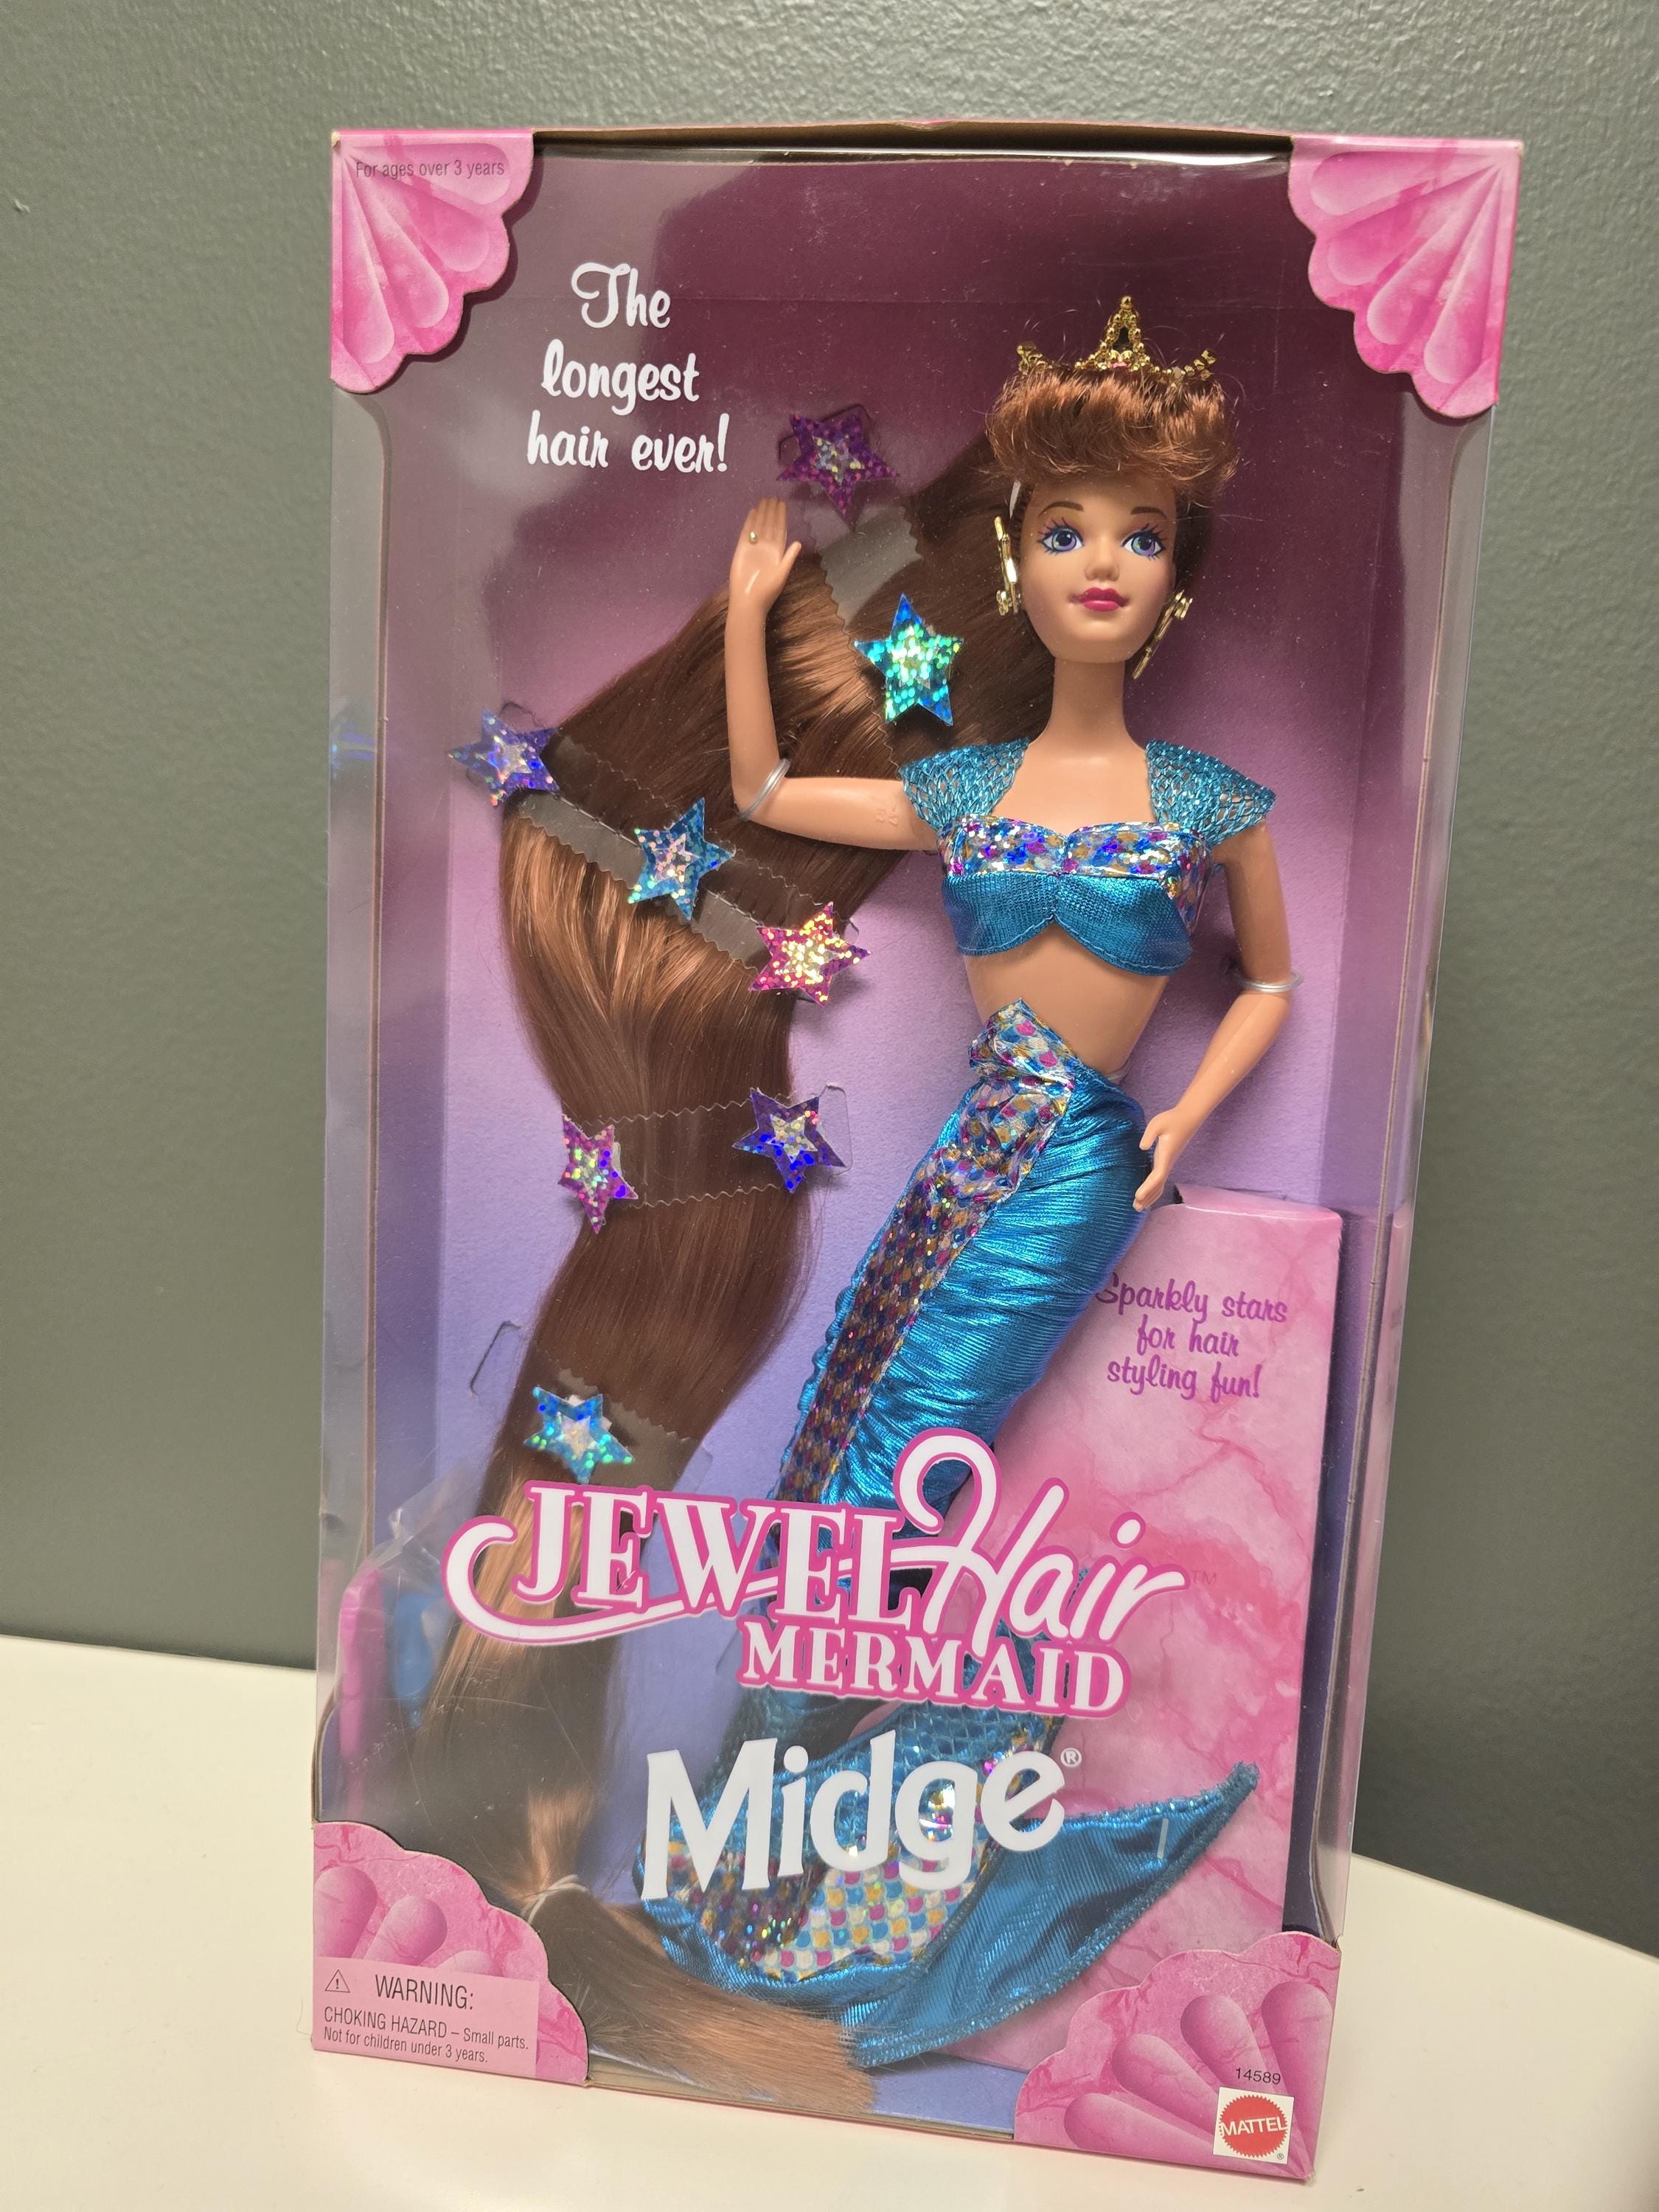 For ages over 3 years
The
longest
hair ever!
Sparkly stars
for hair
styling fun!
JEWEL Hair™
MERMAID
Midge®
⚠ WARNING:
CHOKING HAZARD – Small parts.
Not for children under 3 years.
14589
MATTEL®